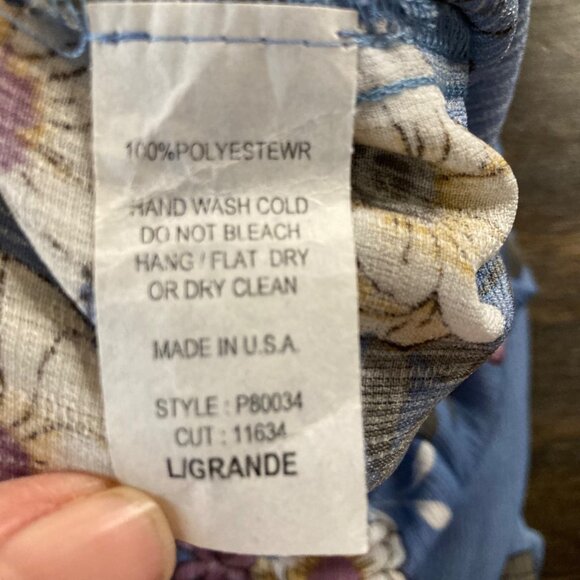 100%POLYESTEWR
HAND WASH COLD
DO NOT BLEACH
HANG / FLAT DRY
OR DRY CLEAN
MADE IN U.S.A.
STYLE : P80034
CUT : 11634
L/GRANDE